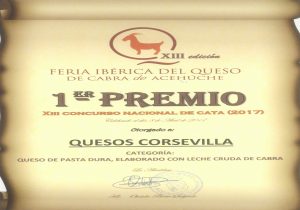 XIII edición
FERIA IBÉRICA DEL QUESO
DE CABRA de ACEHÚCHE
1ER PREMIO
XIII CONCURSO NACIONAL DE CATA (2017)
Otorgado a:
QUESOS CORSEVILLA
CATEGORÍA:
QUESO DE PASTA DURA, ELABORADO CON LECHE CRUDA DE CABRA